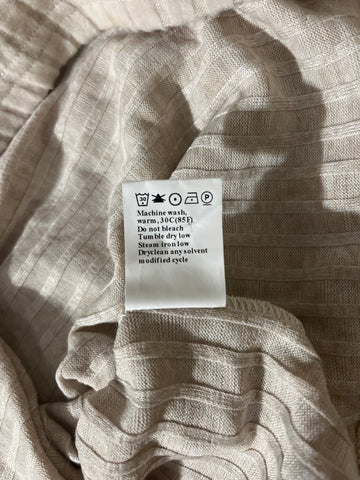 30
P
Machine wash,
warm, 30C(85F)
Do not bleach
Tumble dry low
Steam iron low
Dryclean any solvent
modified cycle